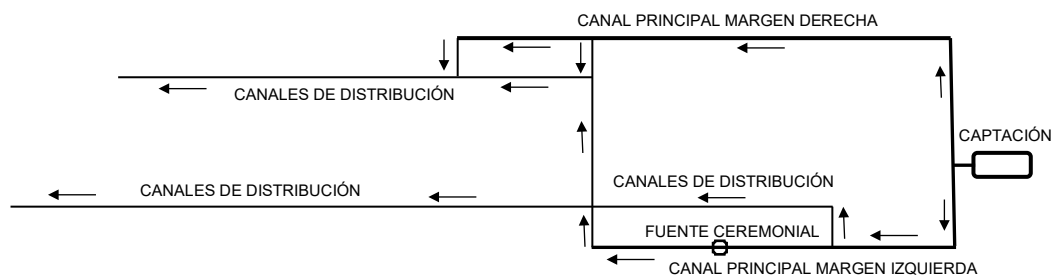 CANAL PRINCIPAL MARGEN DERECHA
CANALES DE DISTRIBUCIÓN
CAPTACIÓN
CANALES DE DISTRIBUCIÓN
CANALES DE DISTRIBUCIÓN
FUENTE CEREMONIAL
CANAL PRINCIPAL MARGEN IZQUIERDA